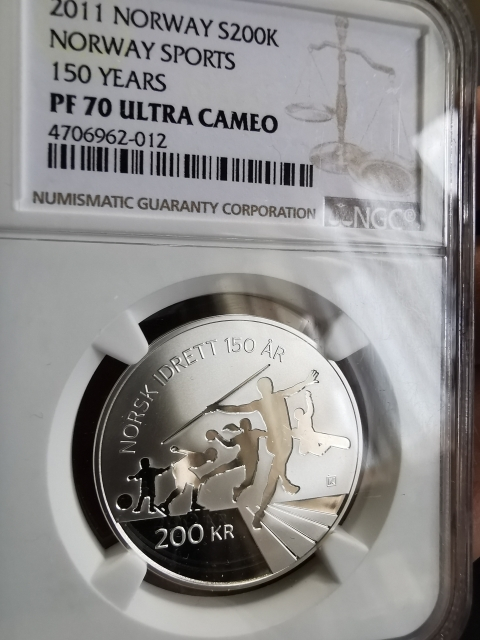 2011 NORWAY S200K
NORWAY SPORTS
150 YEARS
PF 70 ULTRA CAMEO
4706962-012
NUMISMATIC GUARANTY CORPORATION
NGC®
NORSK IDRETT 150 ÅR
200 KR